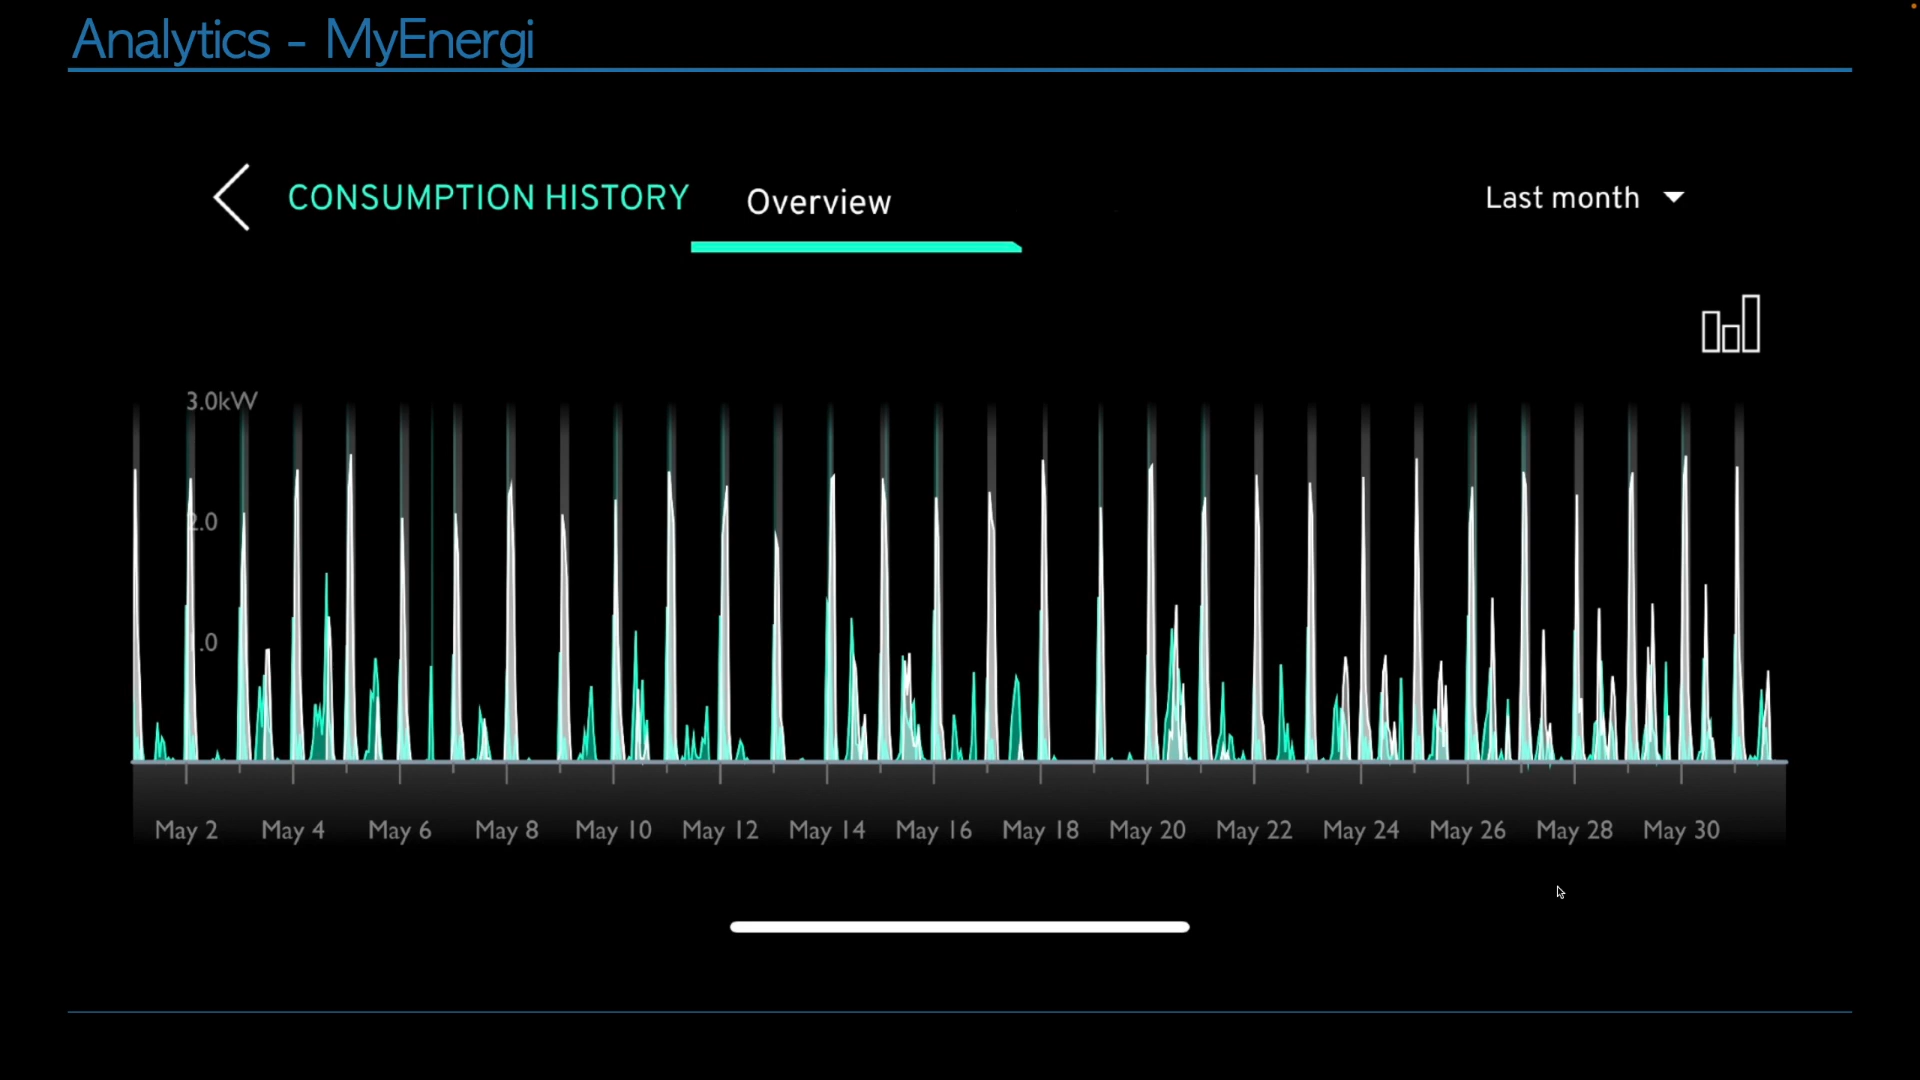 Analytics - MyEnergi
CONSUMPTION HISTORY
Overview
Last month
3.0kW
2.0
.0
May 2 May 4 May 6 May 8 May 10 May 12 May 14 May 16 May 18 May 20 May 22 May 24 May 26 May 28 May 30